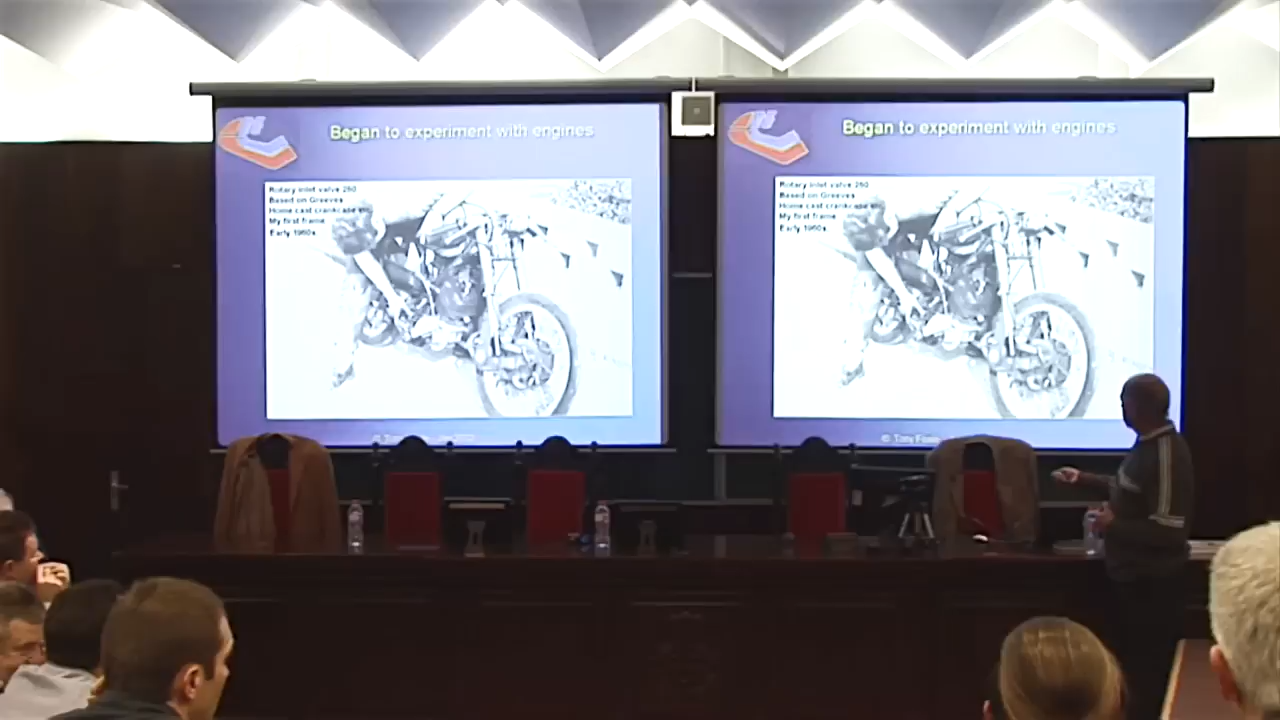 Began to experiment with engines
Rotary inlet valve 250
Based on Greeves
Home cast crankcase
My first frame
Early 1960s
Began to experiment with engines
Rotary inlet valve 250
Based on Greeves
Home cast crankcase
My first frame
Early 1960s
© Tony